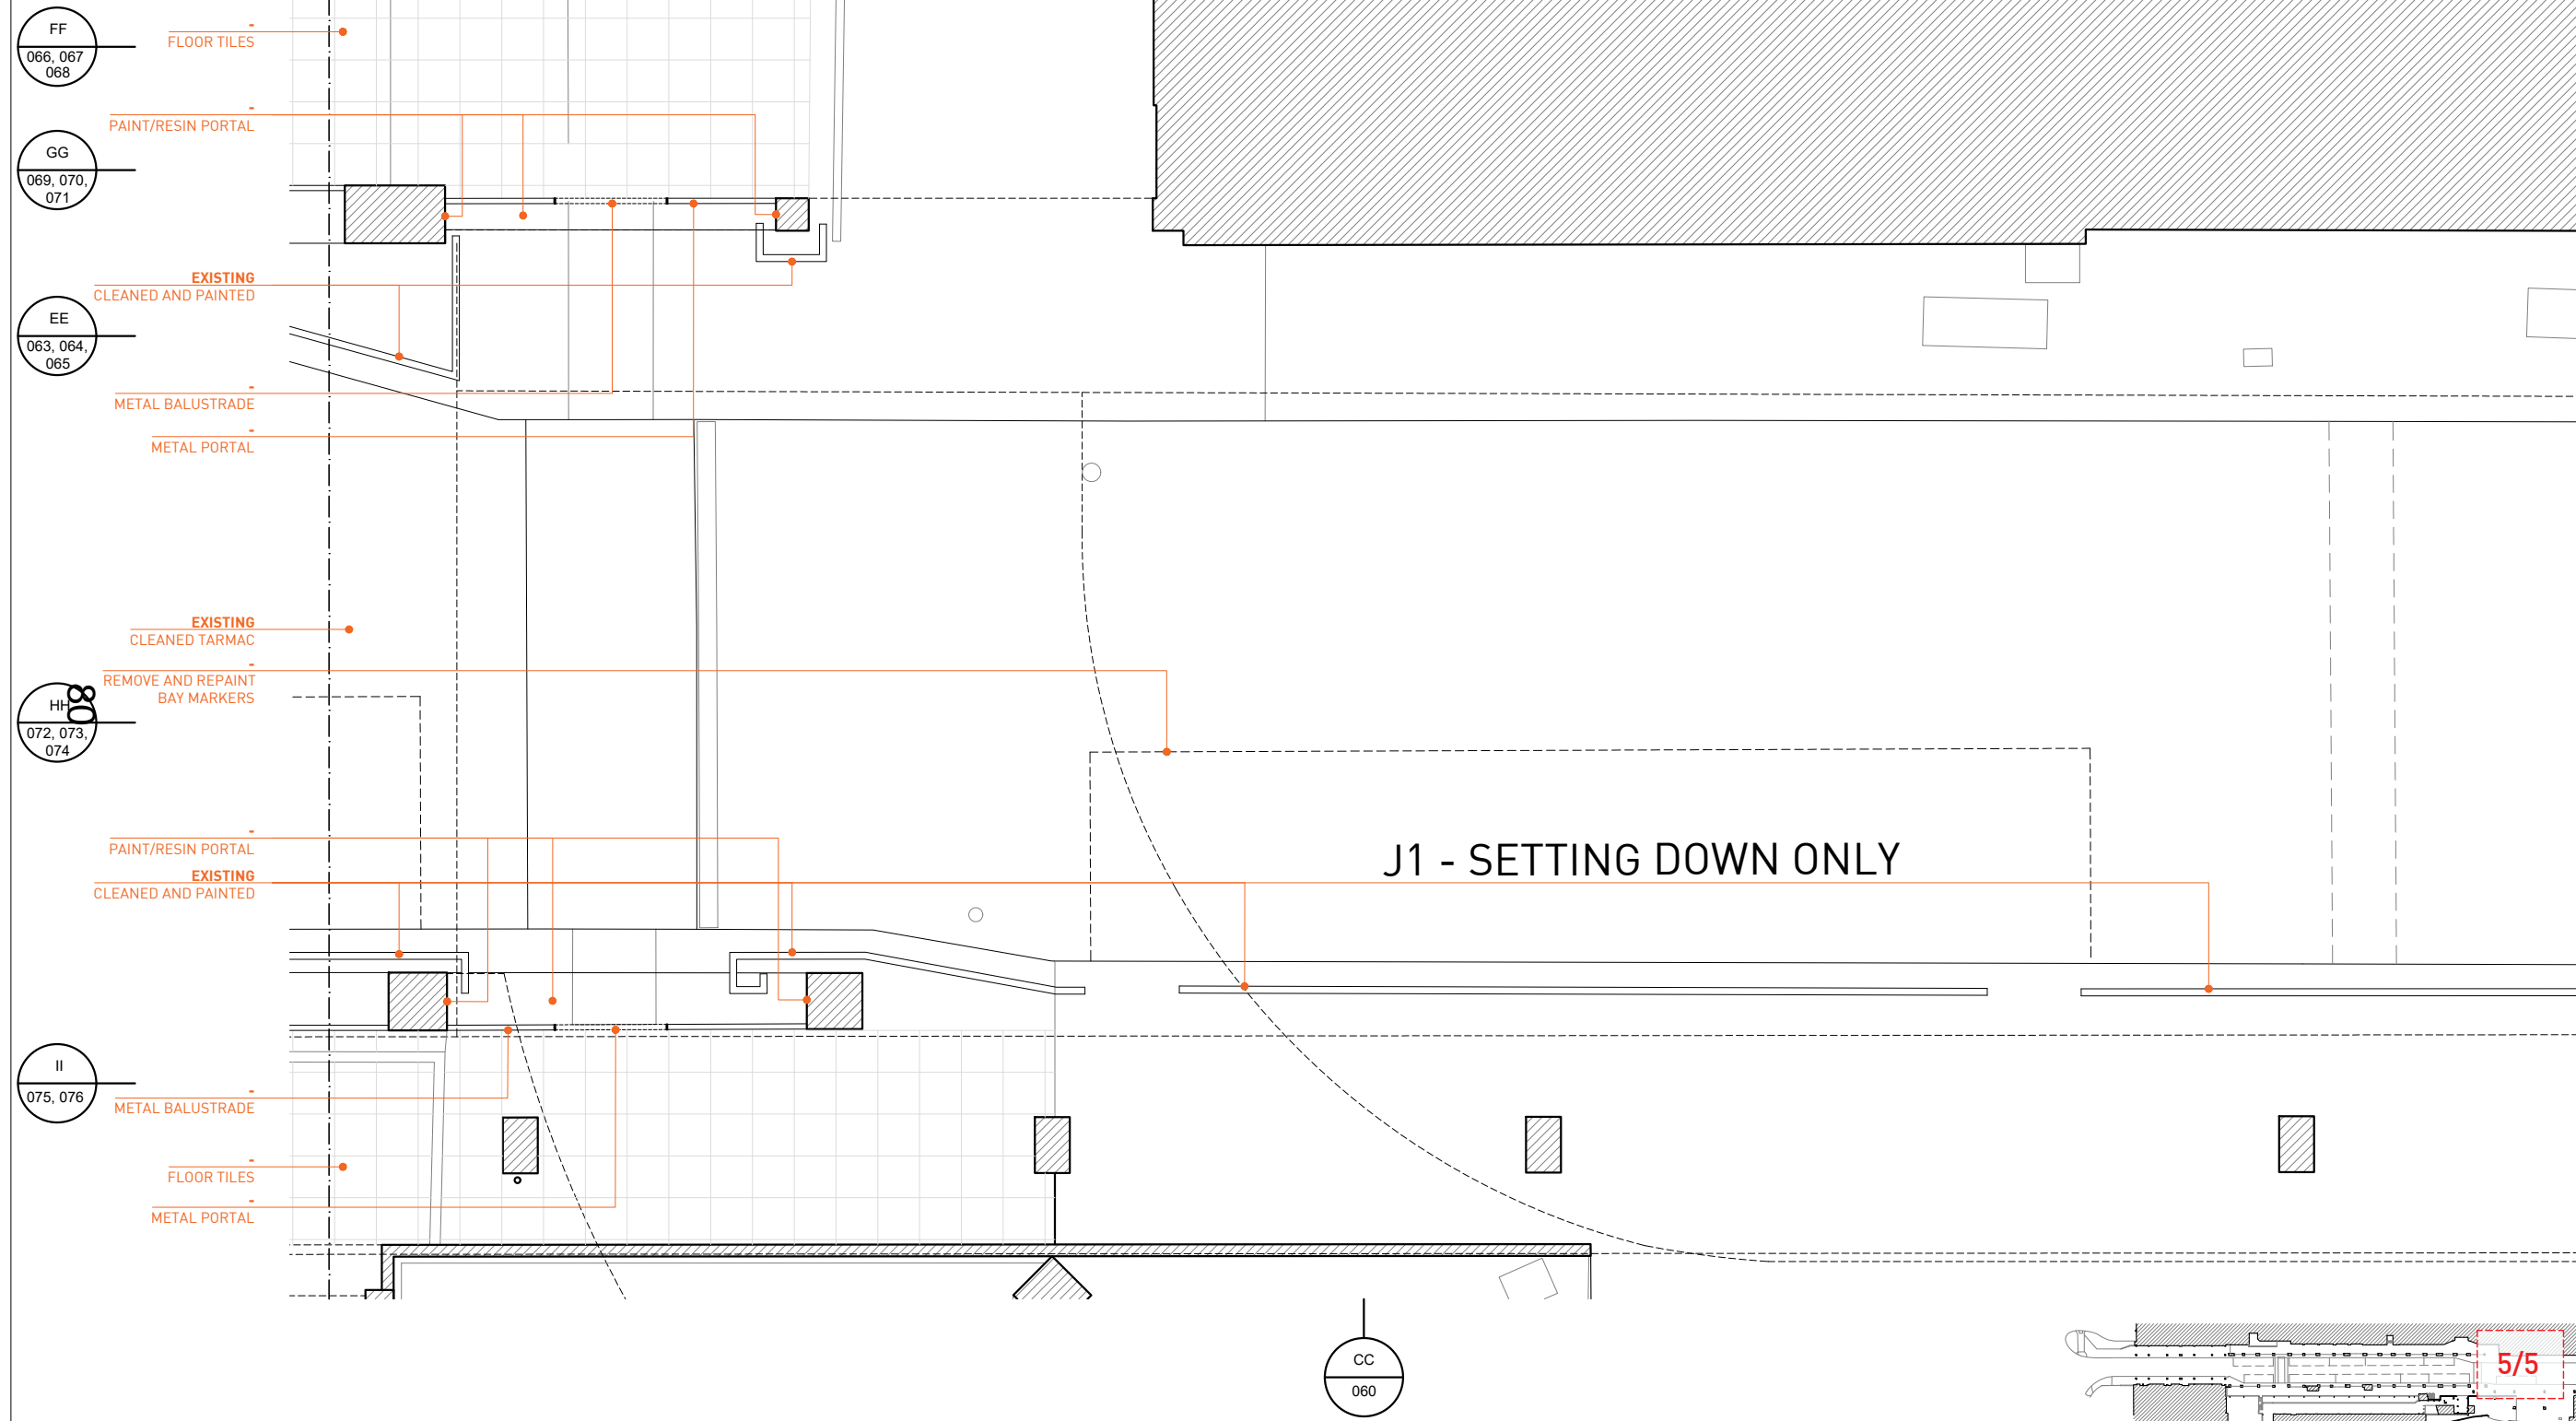 FF
066, 067
068
-
FLOOR TILES
-
PAINT/RESIN PORTAL
GG
069, 070,
071
EXISTING
CLEANED AND PAINTED
EE
063, 064,
065
-
METAL BALUSTRADE
-
METAL PORTAL
EXISTING
CLEANED TARMAC
-
REMOVE AND REPAINT
BAY MARKERS
HH
08
072, 073,
074
-
PAINT/RESIN PORTAL
J1 - SETTING DOWN ONLY
EXISTING
CLEANED AND PAINTED
II
075, 076
-
METAL BALUSTRADE
-
FLOOR TILES
-
METAL PORTAL
CC
060
5/5